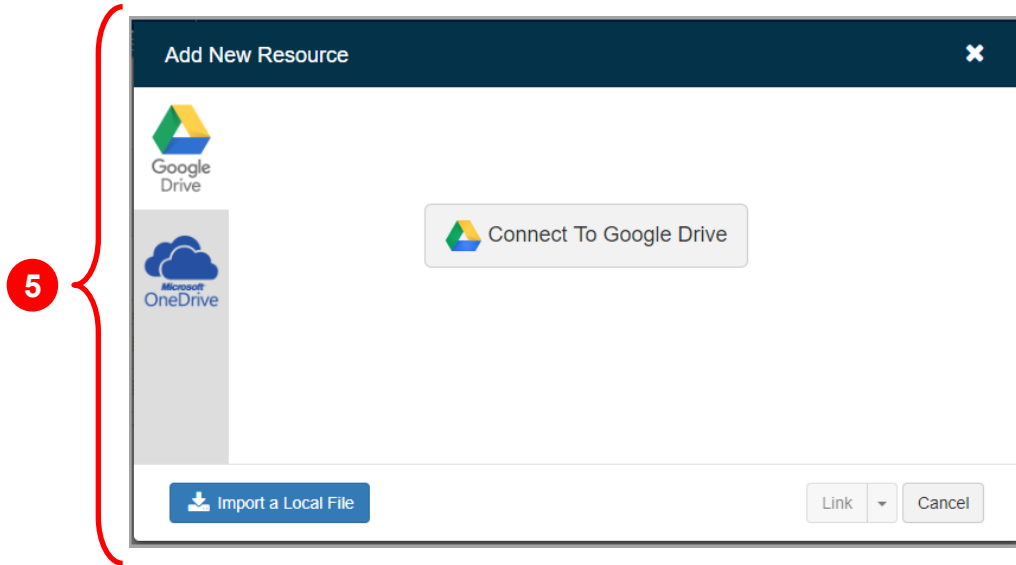 Add New Resource
Google
Drive
Connect To Google Drive
5
Microsoft
OneDrive
Import a Local File
Link
Cancel